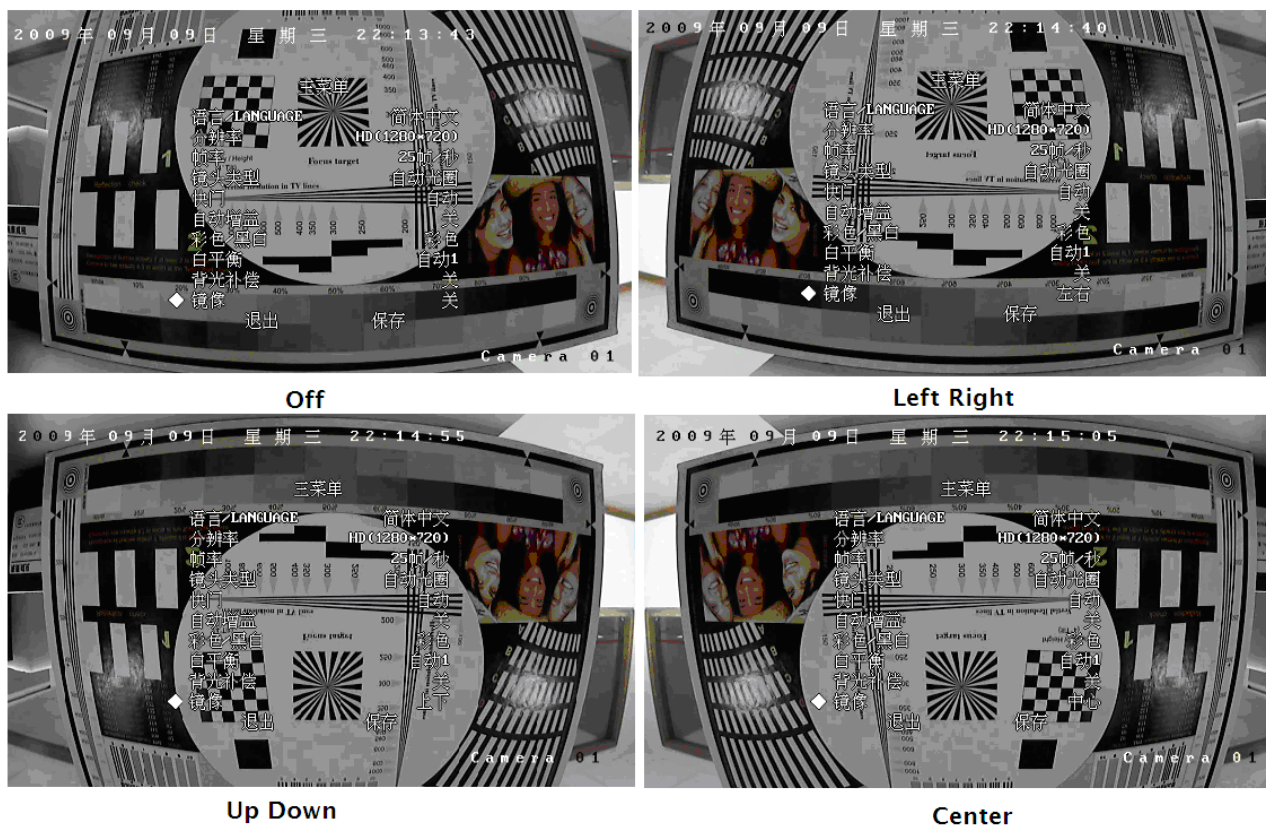 2009年 09月 09日 星期三 22:13:43
主菜单
语言/LANGUAGE 简体中文
分辨率 HD(1280*720)
帧率 25帧/秒
镜头类型 自动光圈
快门 自动
自动增益 关
彩色/黑白 彩色
白平衡 自动1
背光补偿 关
镜像 关
退出 保存
Focus target
Camera 01
Off
2009年 09月 09日 星期三 22:14:40
主菜单
语言/LANGUAGE 简体中文
分辨率 HD(1280*720)
帧率 25帧/秒
镜头类型 自动光圈
快门 自动
自动增益 关
彩色/黑白 彩色
白平衡 自动1
背光补偿 关
镜像 左右
退出 保存
Focus target
Camera 01
Left Right
2009年 09月 09日 星期三 22:14:55
主菜单
语言/LANGUAGE 简体中文
分辨率 HD(1280*720)
帧率 25帧/秒
镜头类型 自动光圈
快门 自动
自动增益 关
彩色/黑白 彩色
白平衡 自动1
背光补偿 关
镜像 上下
退出 保存
Focus target
Camera 01
Up Down
2009年 09月 09日 星期三 22:15:05
主菜单
语言/LANGUAGE 简体中文
分辨率 HD(1280*720)
帧率 25帧/秒
镜头类型 自动光圈
快门 自动
自动增益 关
彩色/黑白 彩色
白平衡 自动1
背光补偿 关
镜像 中心
退出 保存
Focus target
Camera 01
Center